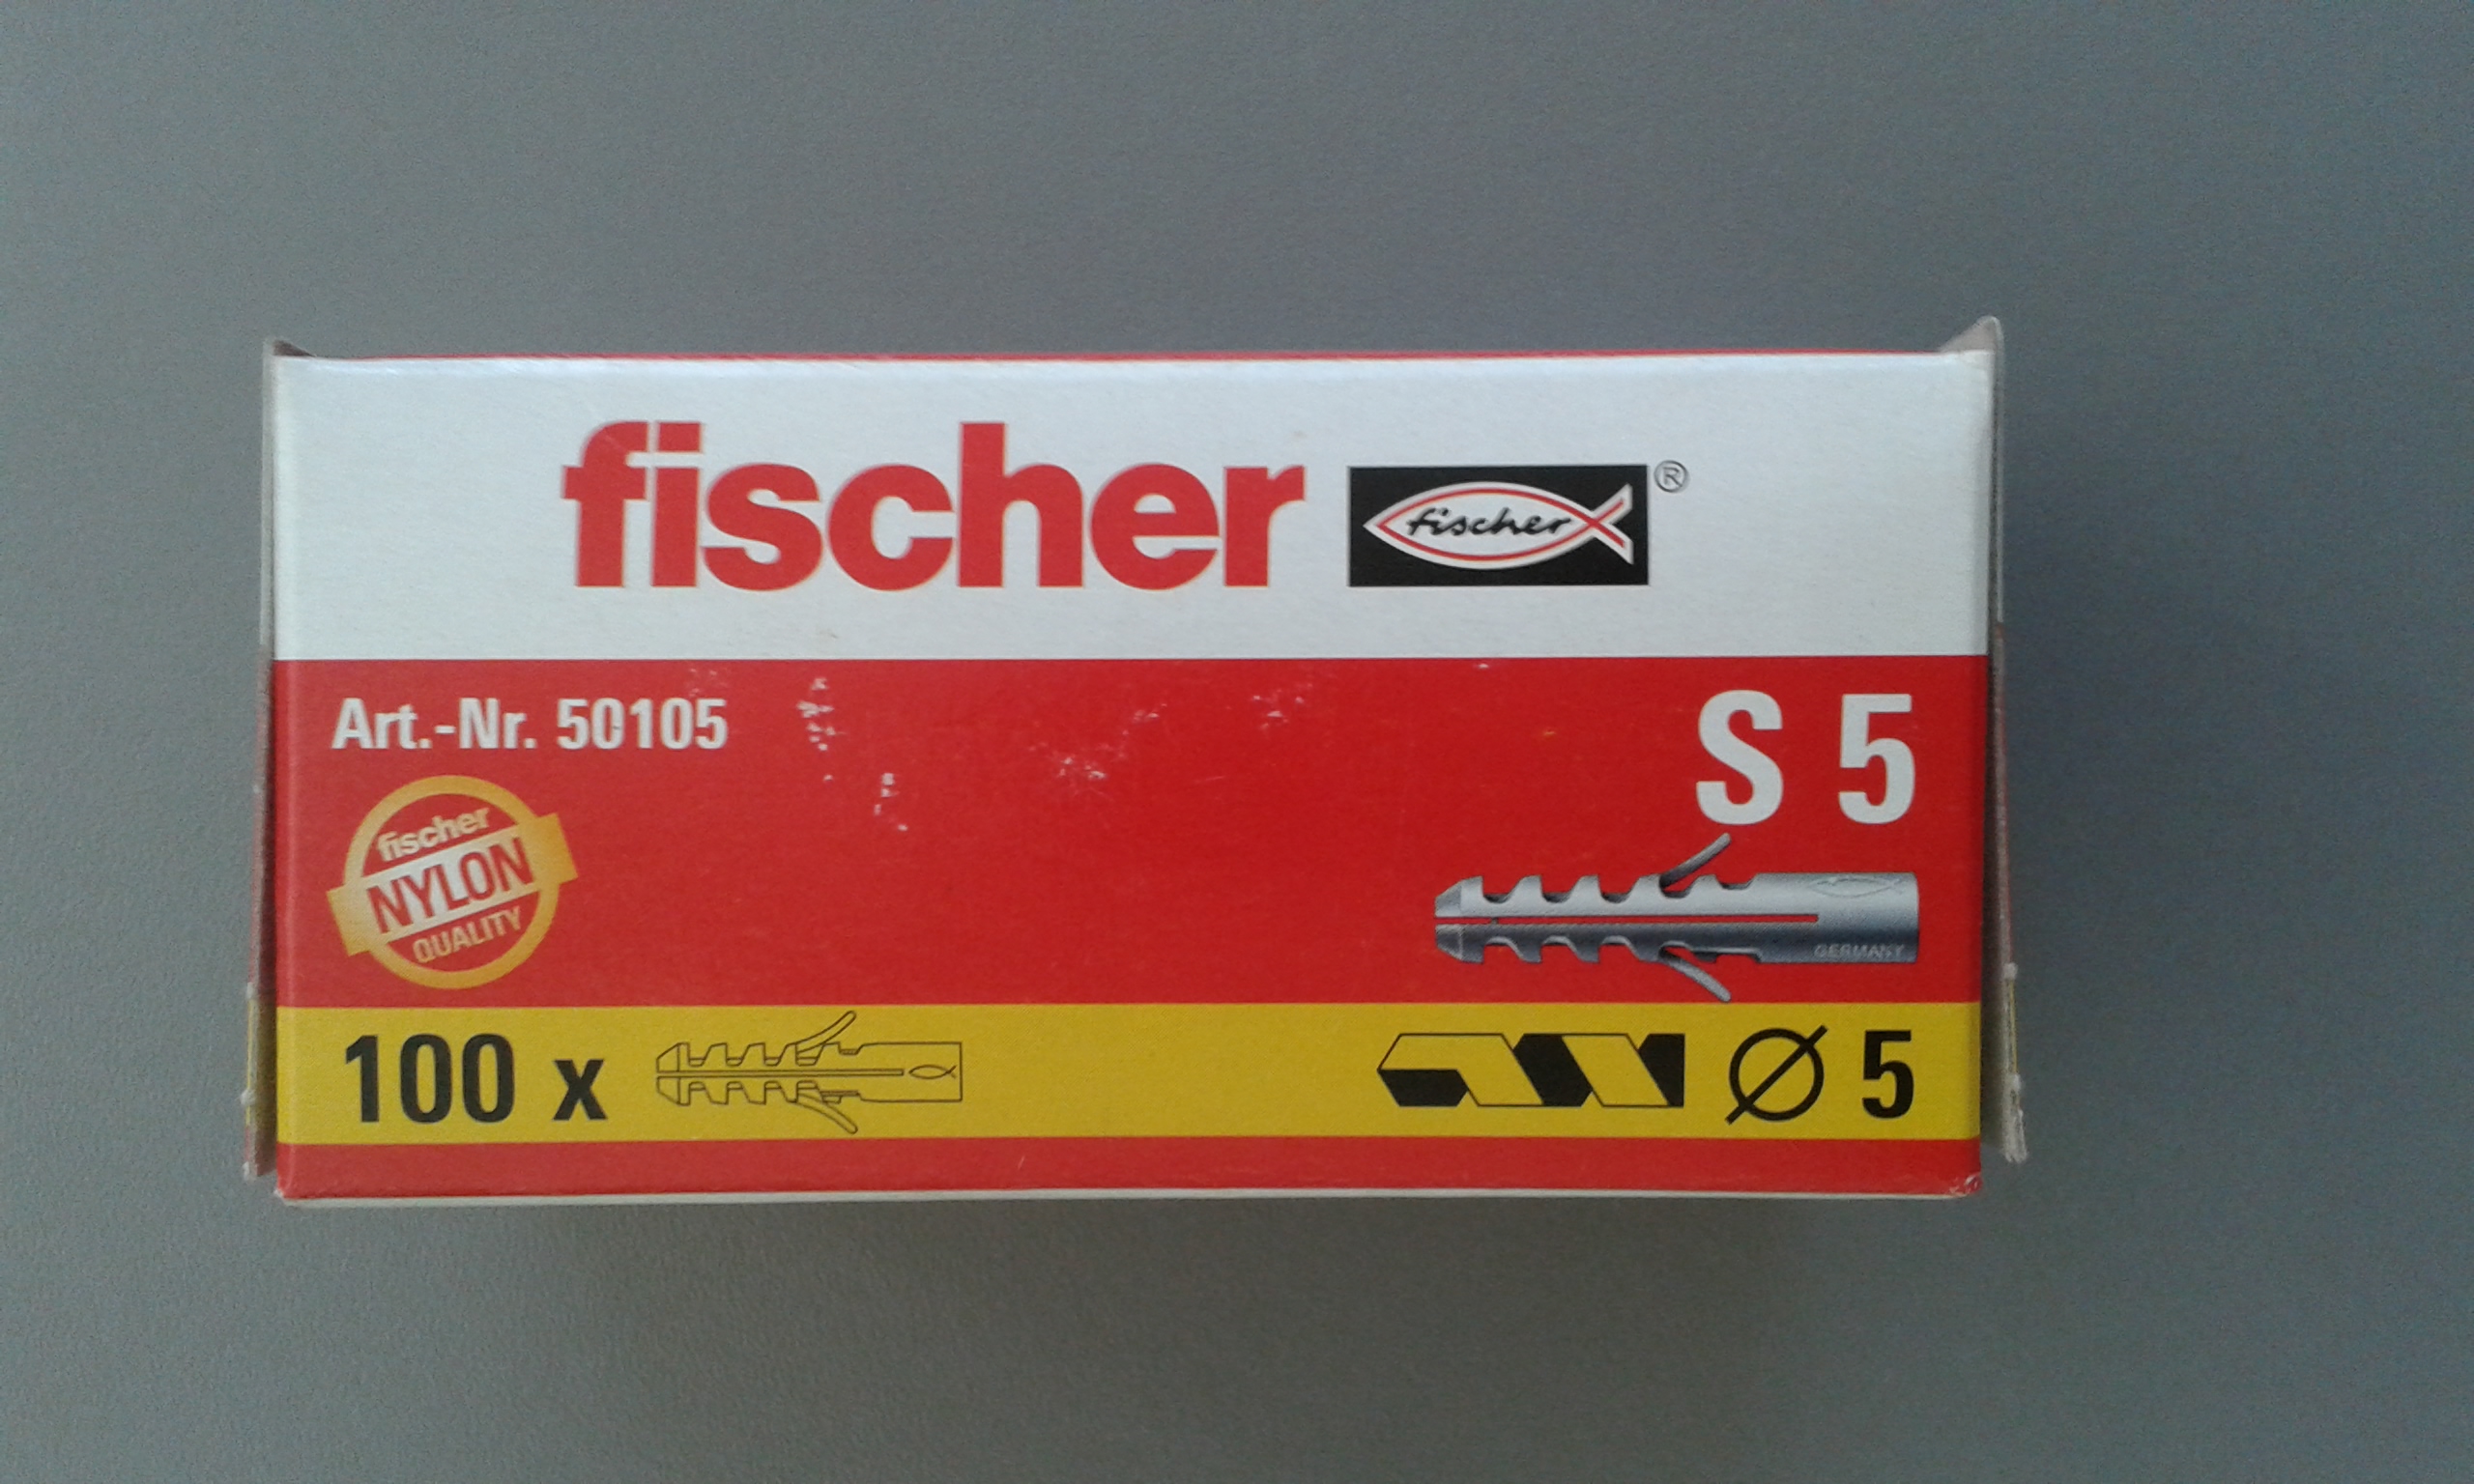 fischer fischer ®
Art.-Nr. 50105
S 5
fischer
NYLON
QUALITY
GERMANY
100 x
Ø 5